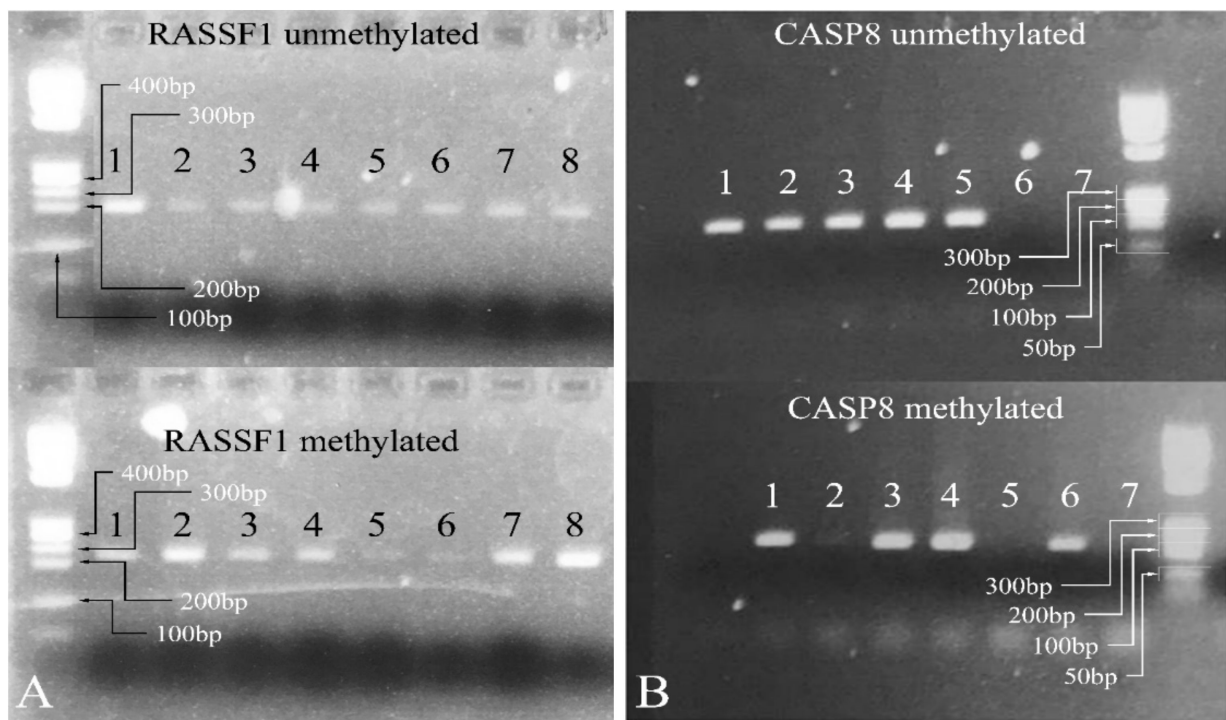 RASSF1 unmethylated
400bp
300bp
1 2 3 4 5 6 7 8
200bp
100bp
RASSF1 methylated
400bp
300bp
1 2 3 4 5 6 7 8
200bp
100bp
A
CASP8 unmethylated
1 2 3 4 5 6 7
300bp
200bp
100bp
50bp
CASP8 methylated
1 2 3 4 5 6 7
300bp
200bp
100bp
50bp
B